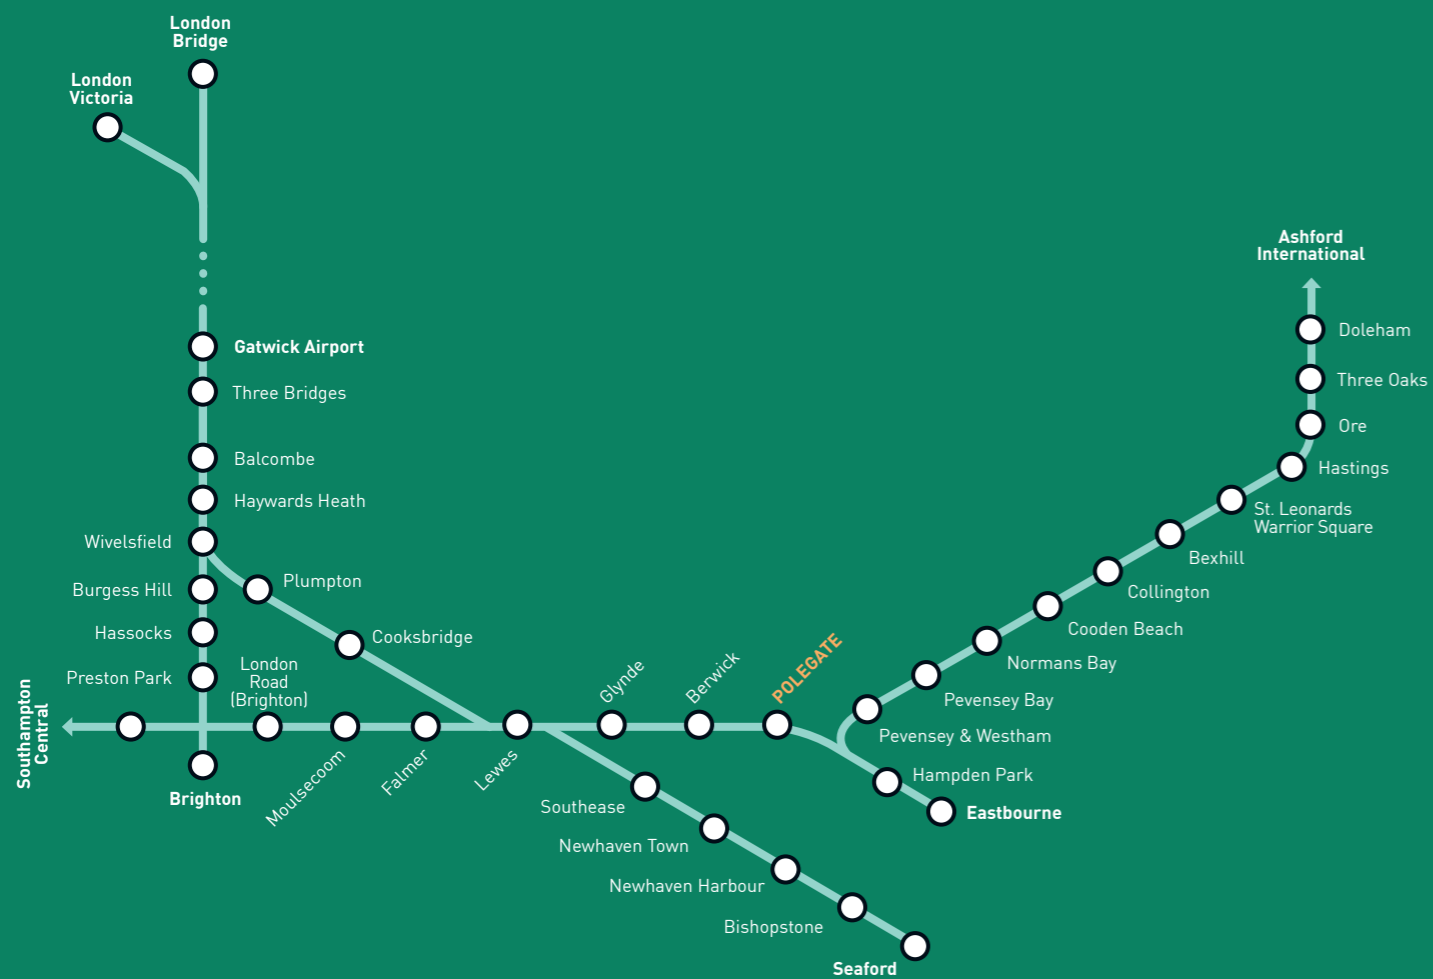 London
Bridge
London
Victoria
Ashford
International
Gatwick Airport
Doleham
Three Bridges
Three Oaks
Ore
Balcombe
Hastings
Haywards Heath
St. Leonards
Warrior Square
Wivelsfield
Bexhill
Plumpton
Burgess Hill
Collington
Hassocks
Cooksbridge
Cooden Beach
London
Road
(Brighton)
Preston Park
Glynde
Berwick
POLEGATE
Normans Bay
Pevensey Bay
Southampton
Central
Pevensey & Westham
Moulsecoom
Falmer
Lewes
Hampden Park
Brighton
Southease
Eastbourne
Newhaven Town
Newhaven Harbour
Bishopstone
Seaford